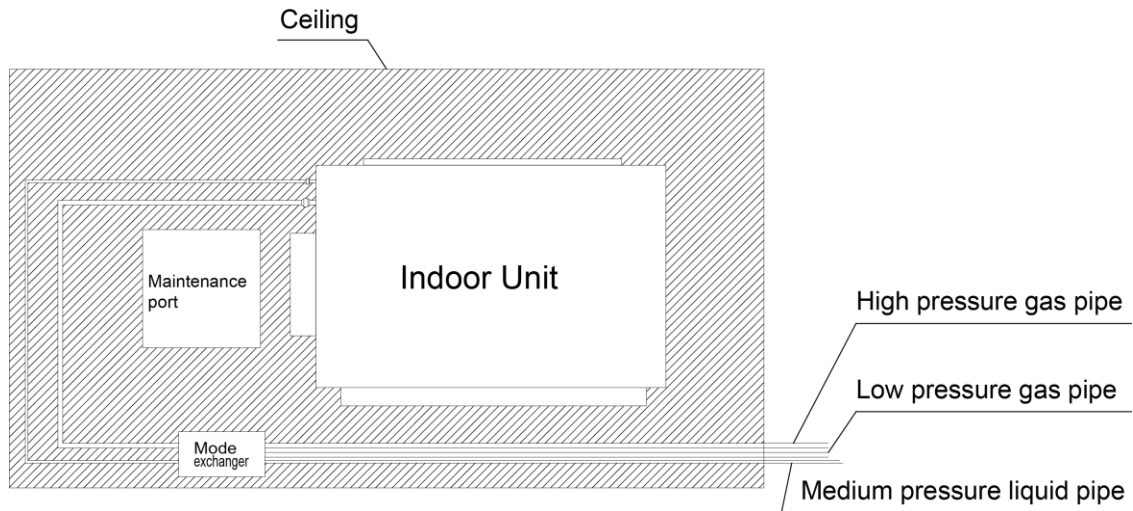 Ceiling
Maintenance
port
Indoor Unit
High pressure gas pipe
Low pressure gas pipe
Mode
exchanger
Medium pressure liquid pipe